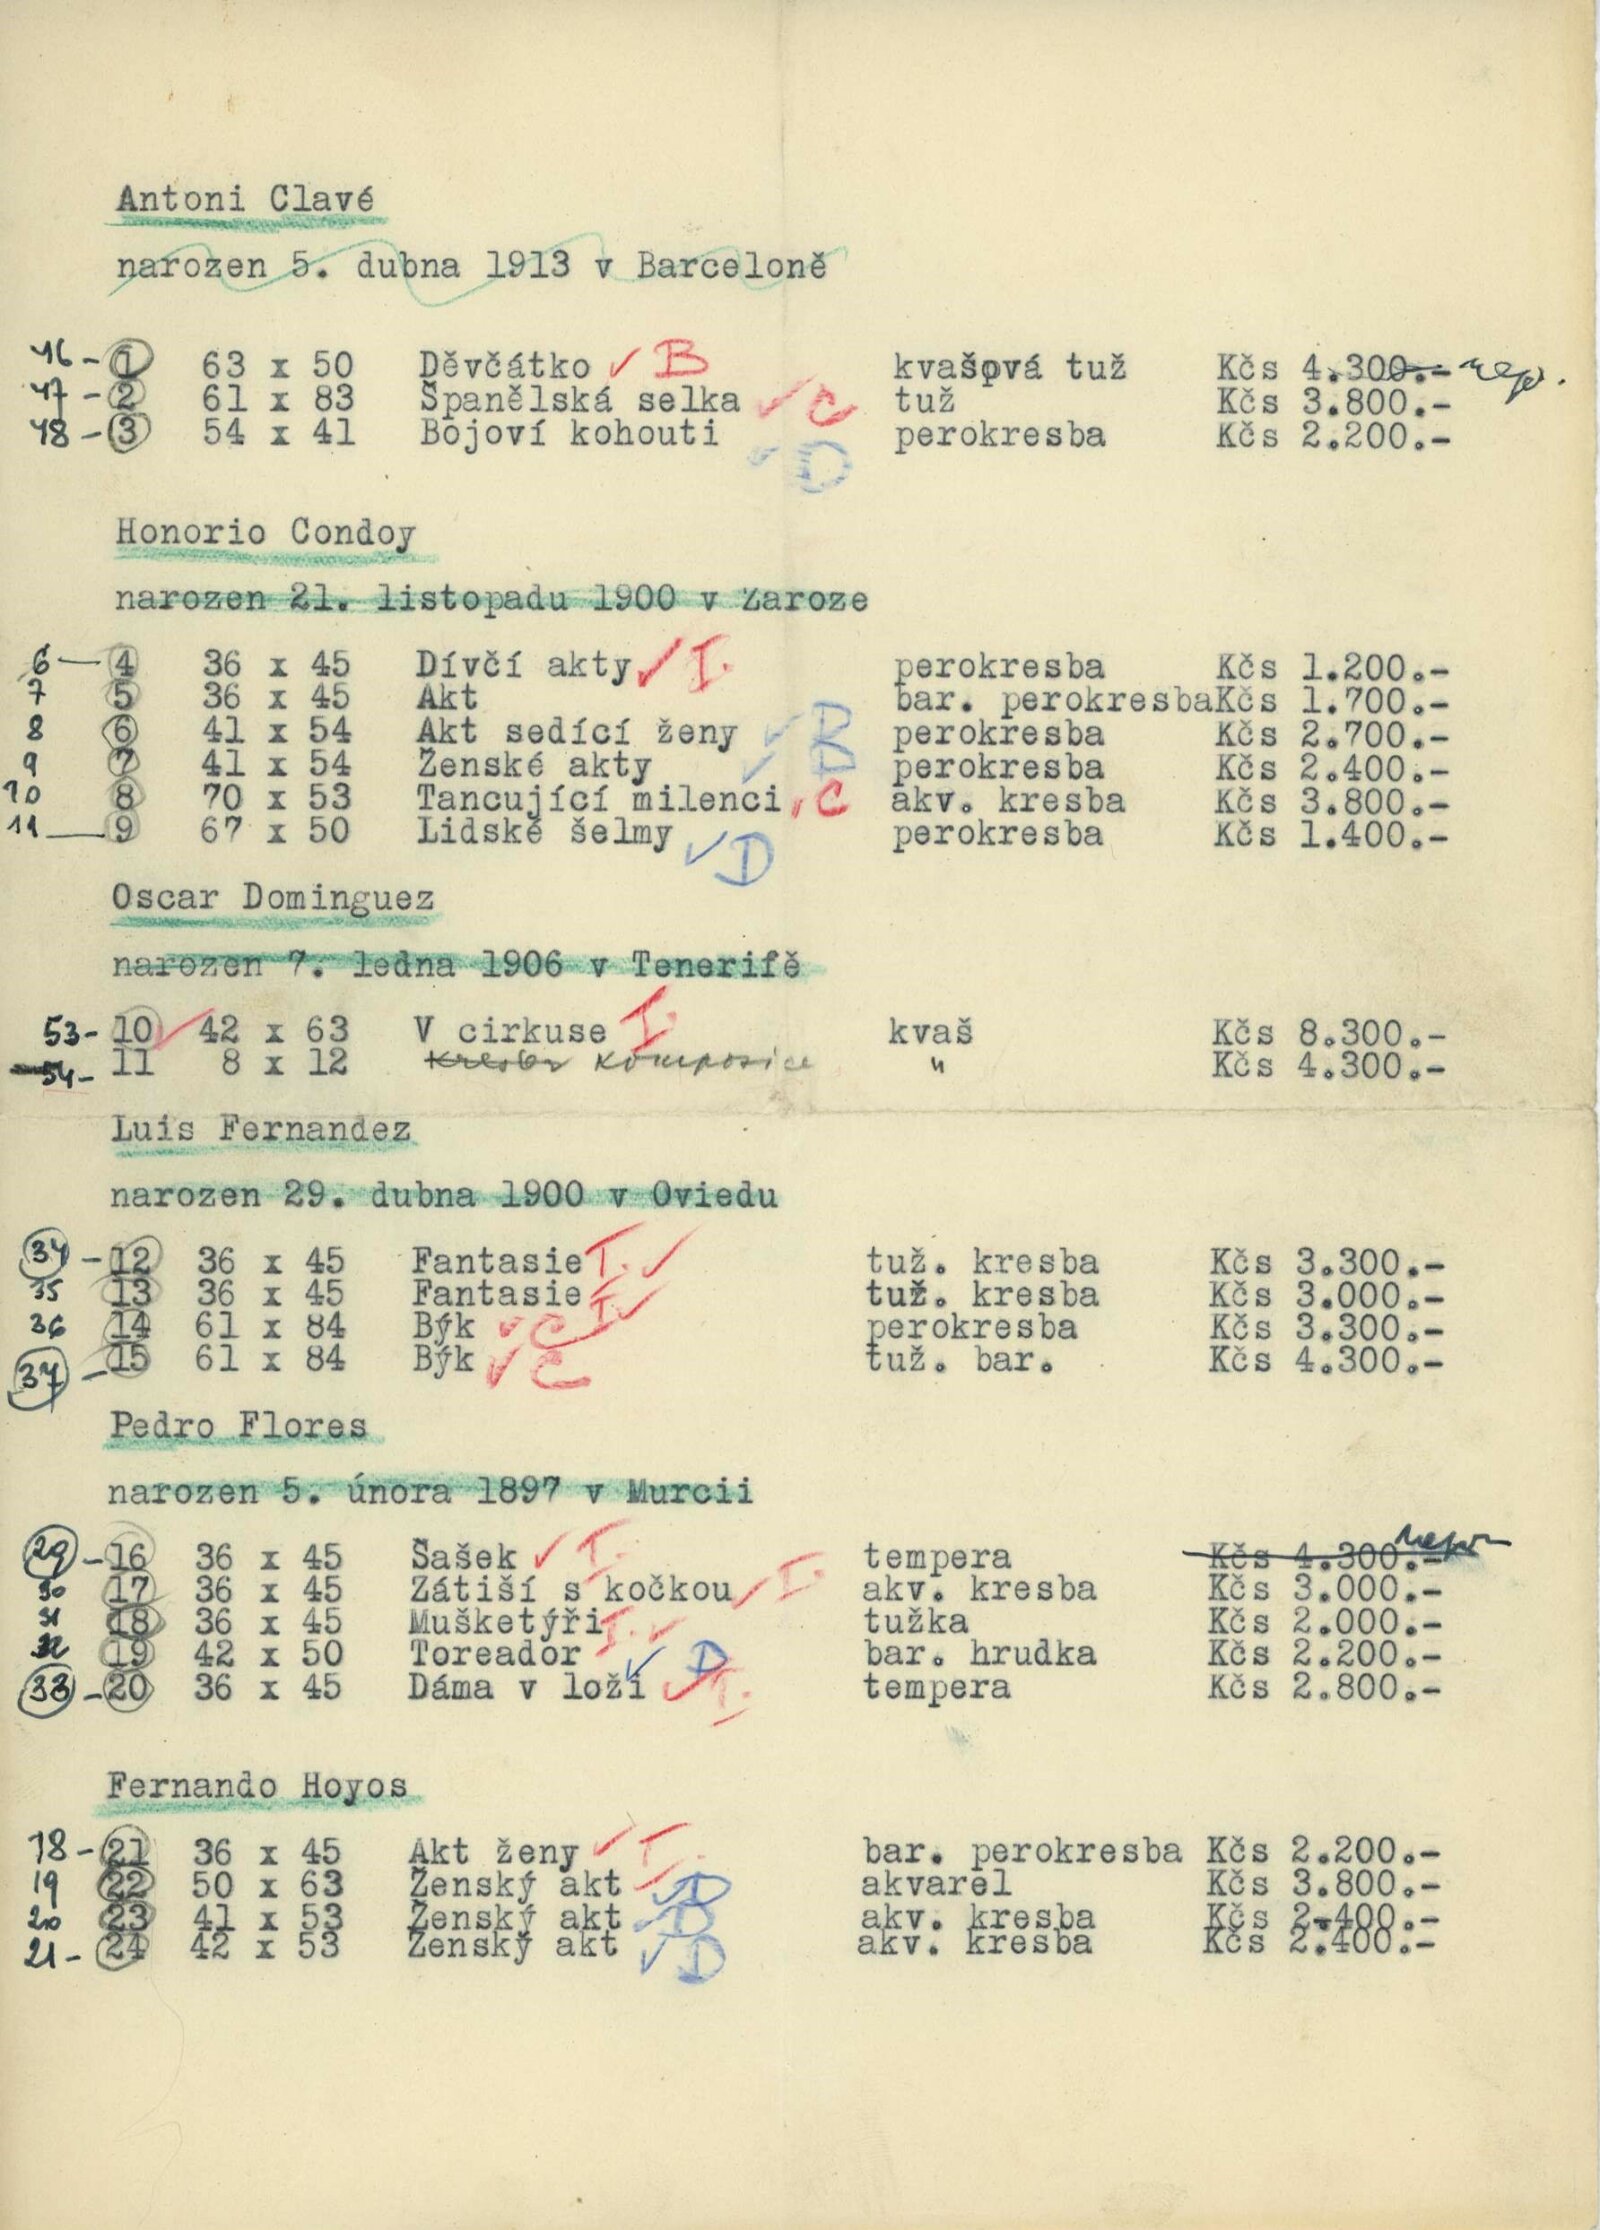 Antoni Clavé
narozen 5. dubna 1913 v Barceloně
46- 1 63 x 50 Děvčátko B kvašová tuž Kčs 4.300.- nepr.
47- 2 61 x 83 Španělská selka C tuž Kčs 3.800.-
48- 3 54 x 41 Bojoví kohouti D perokresba Kčs 2.200.-
Honorio Condoy
narozen 21. listopadu 1900 v Zaroze
6 — 4 36 x 45 Dívčí akty I. perokresba Kčs 1.200.-
7 5 36 x 45 Akt bar. perokresba Kčs 1.700.-
8 6 41 x 54 Akt sedící ženy B perokresba Kčs 2.700.-
9 7 41 x 54 Ženské akty B perokresba Kčs 2.400.-
10 8 70 x 53 Tancující milenci C akv. kresba Kčs 3.800.-
11 — 9 67 x 50 Lidské šelmy D perokresba Kčs 1.400.-
Oscar Dominguez
narozen 7. ledna 1906 v Tenerifě
53- 10 42 x 63 V cirkuse I. kvaš Kčs 8.300.-
54- 11 8 x 12 Kresba Komposice " Kčs 4.300.-
Luis Fernandez
narozen 29. dubna 1900 v Oviedu
34 - 12 36 x 45 Fantasie I. tuž. kresba Kčs 3.300.-
35 13 36 x 45 Fantasie I. tuž. kresba Kčs 3.000.-
36 14 61 x 84 Býk C perokresba Kčs 3.300.-
37 - 15 61 x 84 Býk C tuž. bar. Kčs 4.300.-
Pedro Flores
narozen 5. února 1897 v Murcii
29 - 16 36 x 45 Šašek I. tempera Kčs 4.300.-
30 17 36 x 45 Zátiší s kočkou I. akv. kresba Kčs 3.000.-
31 18 36 x 45 Mušketýři I. tužka Kčs 2.000.-
32 19 42 x 50 Toreador D bar. hrudka Kčs 2.200.-
33 - 20 36 x 45 Dáma v loži I. tempera Kčs 2.800.-
Fernando Hoyos
18- 21 36 x 45 Akt ženy I. bar. perokresba Kčs 2.200.-
19 22 50 x 63 Ženský akt D akvarel Kčs 3.800.-
20 23 41 x 53 Ženský akt D akv. kresba Kčs 2.400.-
21- 24 42 x 53 Ženský akt D akv. kresba Kčs 2.400.-